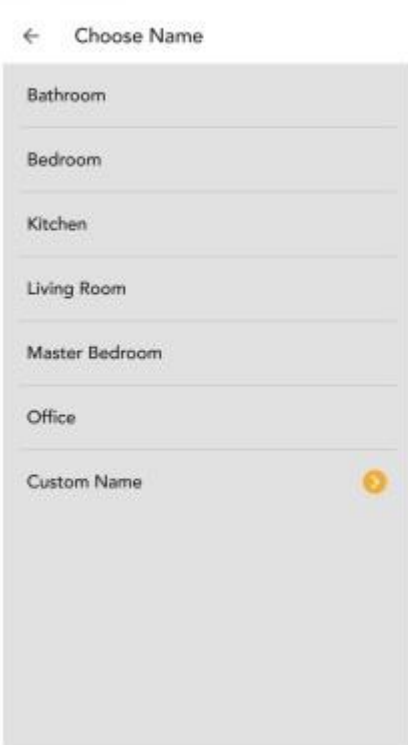 Choose Name
Bathroom
Bedroom
Kitchen
Living Room
Master Bedroom
Office
Custom Name